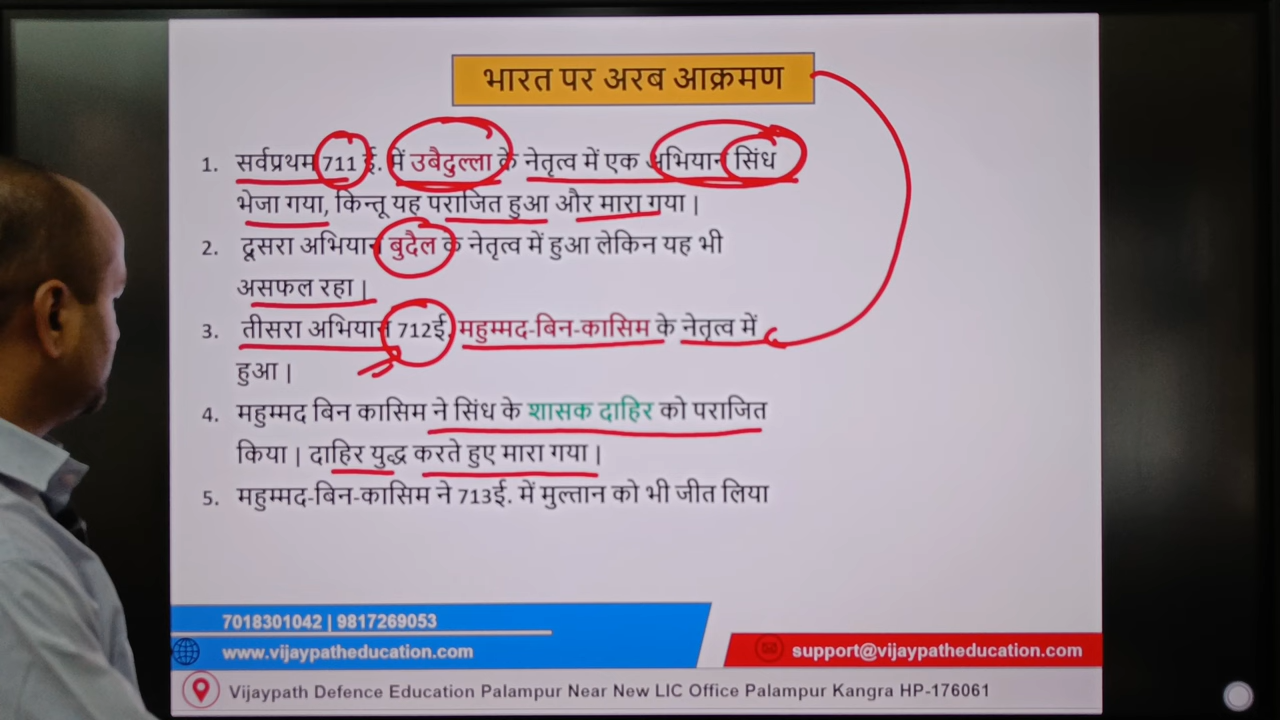 भारत पर अरब आक्रमण
1. सर्वप्रथम 711 ई. में उबैदुल्ला के नेतृत्व में एक अभियान सिंध
भेजा गया, किन्तू यह पराजित हुआ और मारा गया |
2. दूसरा अभियान बुदैल के नेतृत्व में हुआ लेकिन यह भी
असफल रहा |
3. तीसरा अभियान 712ई. महुम्मद-बिन-कासिम के नेतृत्व में
हुआ |
4. महुम्मद बिन कासिम ने सिंध के शासक दाहिर को पराजित
किया | दाहिर युद्ध करते हुए मारा गया |
5. महुम्मद-बिन-कासिम ने 713ई. में मुल्तान को भी जीत लिया
7018301042 | 9817269053
www.vijaypatheducation.com
support@vijaypatheducation.com
Vijaypath Defence Education Palampur Near New LIC Office Palampur Kangra HP-176061